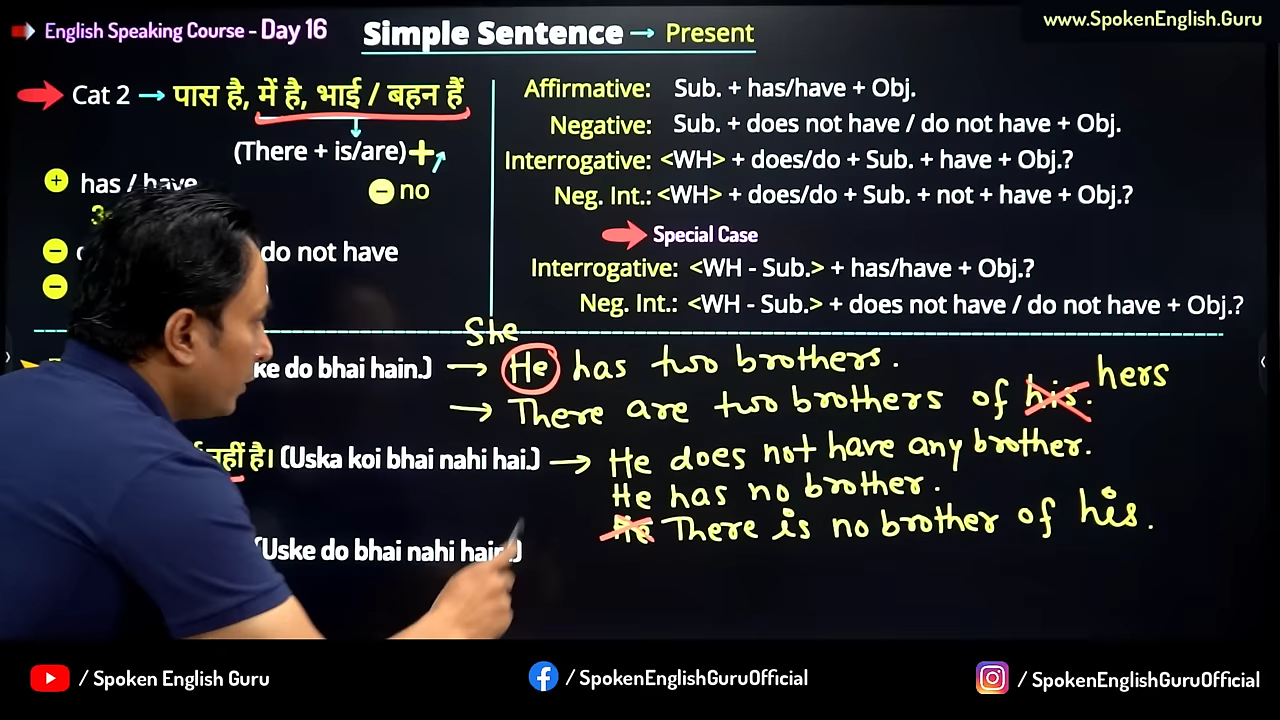 English Speaking Course - Day 16
Simple Sentence → Present
www.SpokenEnglish.Guru
Cat 2 → पास है, में है, भाई / बहन हैं
(There + is/are) +
- no
+ has / have
- do not have
-
Affirmative: Sub. + has/have + Obj.
Negative: Sub. + does not have / do not have + Obj.
Interrogative: <WH> + does/do + Sub. + have + Obj.?
Neg. Int.: <WH> + does/do + Sub. + not + have + Obj.?
Special Case
Interrogative: <WH - Sub.> + has/have + Obj.?
Neg. Int.: <WH - Sub.> + does not have / do not have + Obj.?
She
ke do bhai hain.) → He has two brothers.
→ There are two brothers of his. hers
नहीं है। (Uska koi bhai nahi hai.) → He does not have any brother.
He has no brother.
He There is no brother of his.
(Uske do bhai nahi hain.)
/ Spoken English Guru
/ SpokenEnglishGuruOfficial
/ SpokenEnglishGuruOfficial